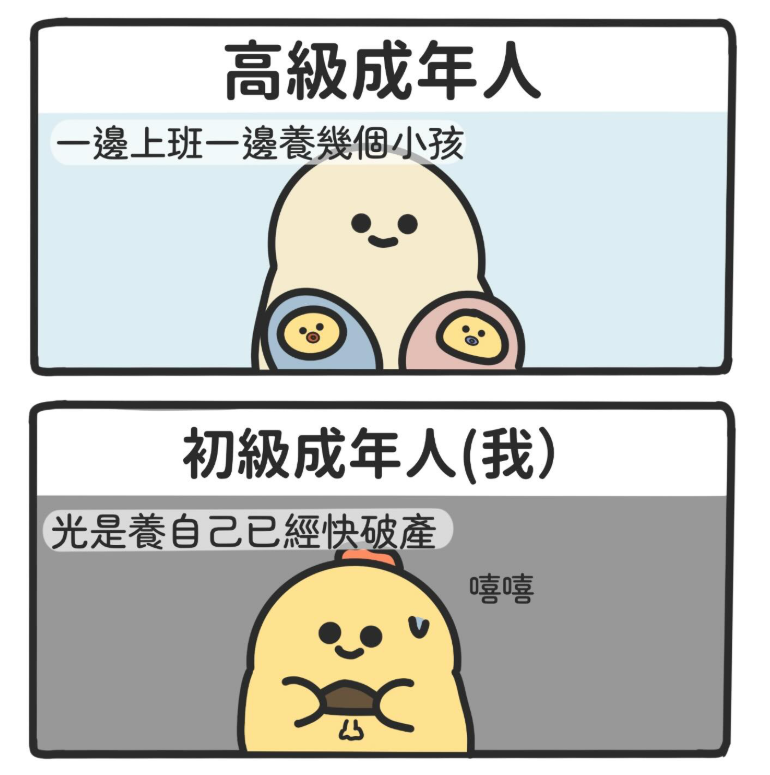 高級成年人
一邊上班一邊養幾個小孩
初級成年人(我)
光是養自己已經快破產
嘻嘻